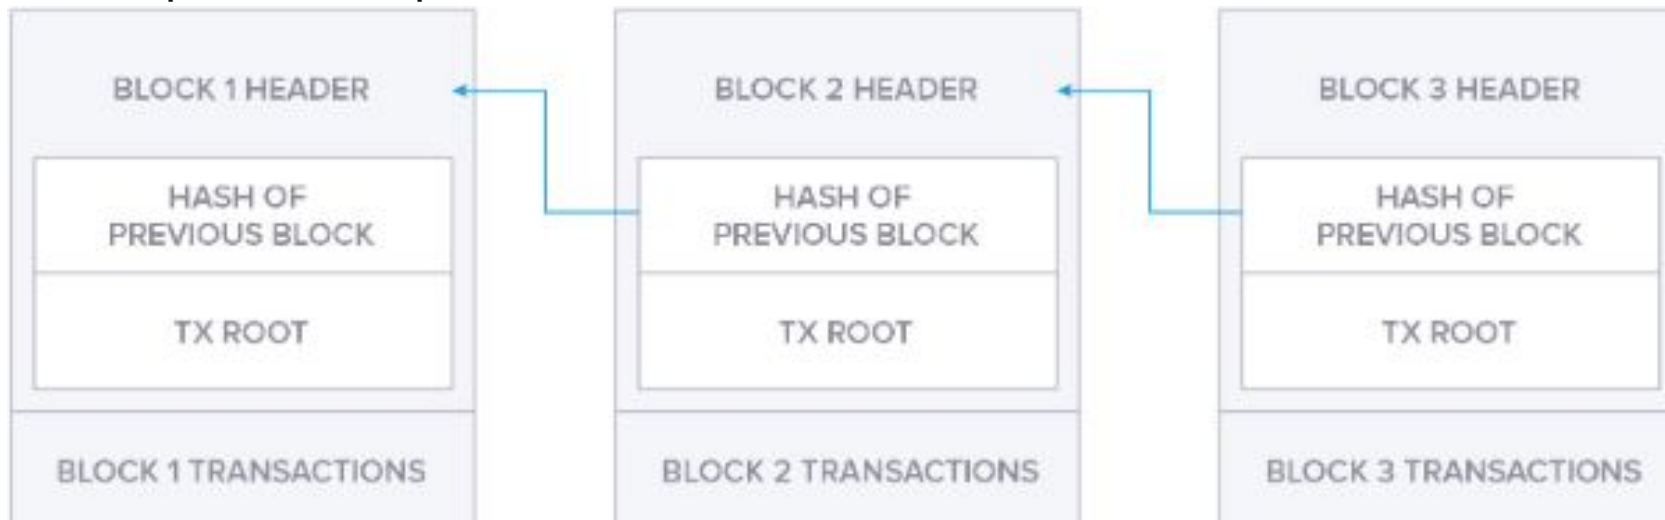 BLOCK 1 HEADER
HASH OF
PREVIOUS BLOCK
TX ROOT
BLOCK 1 TRANSACTIONS
BLOCK 2 HEADER
HASH OF
PREVIOUS BLOCK
TX ROOT
BLOCK 2 TRANSACTIONS
BLOCK 3 HEADER
HASH OF
PREVIOUS BLOCK
TX ROOT
BLOCK 3 TRANSACTIONS